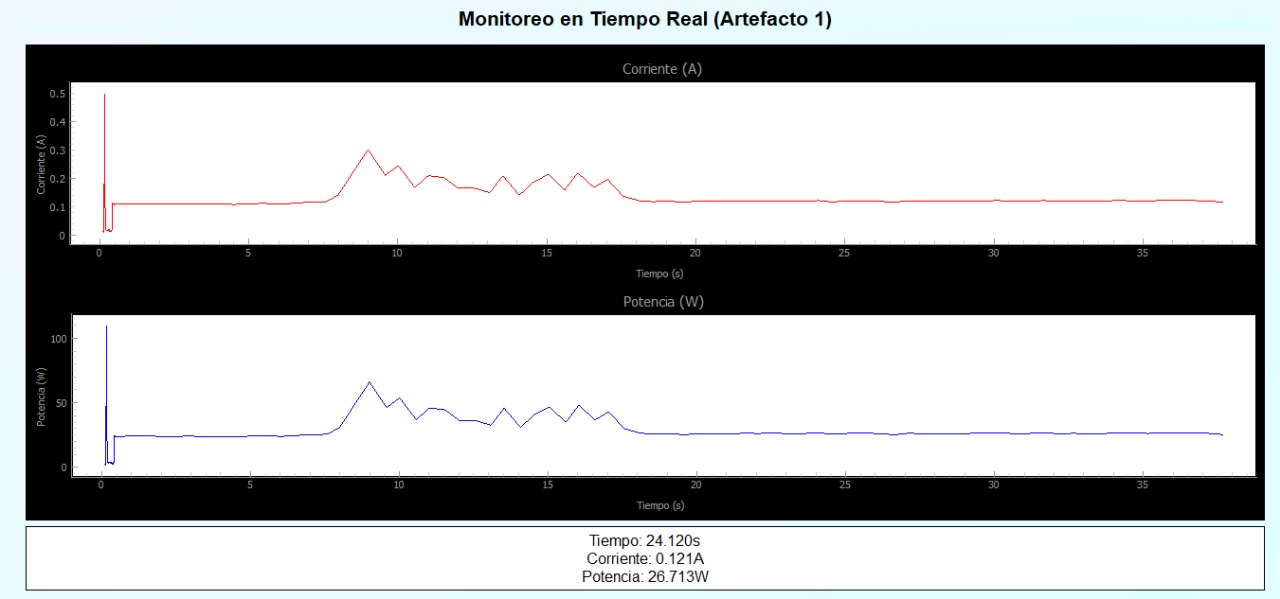 Monitoreo en Tiempo Real (Artefacto 1)
Corriente (A)
Corriente (A)
0.5
0.4
0.3
0.2
0.1
0
0 5 10 15 20 25 30 35
Tiempo (s)
Potencia (W)
Potencia (W)
100
50
0
0 5 10 15 20 25 30 35
Tiempo (s)
Tiempo: 24.120s
Corriente: 0.121A
Potencia: 26.713W